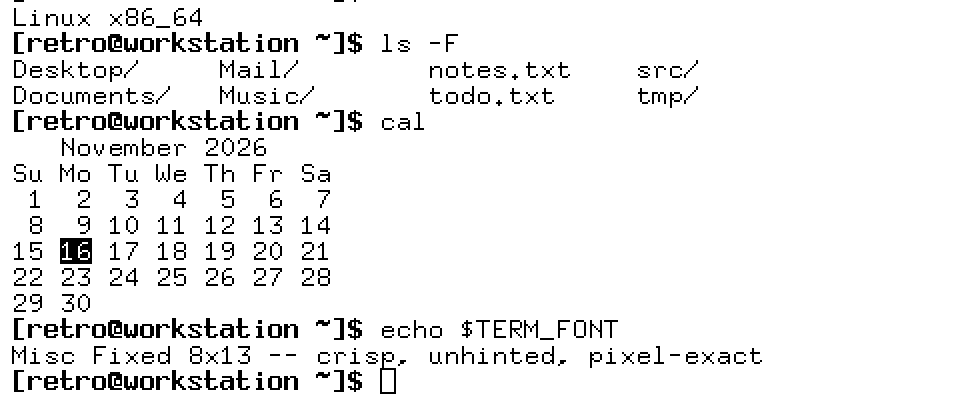 Linux x86_64
[retro@workstation ~]$ ls -F
Desktop/     Mail/        notes.txt    src/
Documents/   Music/       todo.txt     tmp/
[retro@workstation ~]$ cal
   November 2026
Su Mo Tu We Th Fr Sa
 1  2  3  4  5  6  7
 8  9 10 11 12 13 14
15 16 17 18 19 20 21
22 23 24 25 26 27 28
29 30
[retro@workstation ~]$ echo $TERM_FONT
Misc Fixed 8x13 -- crisp, unhinted, pixel-exact
[retro@workstation ~]$